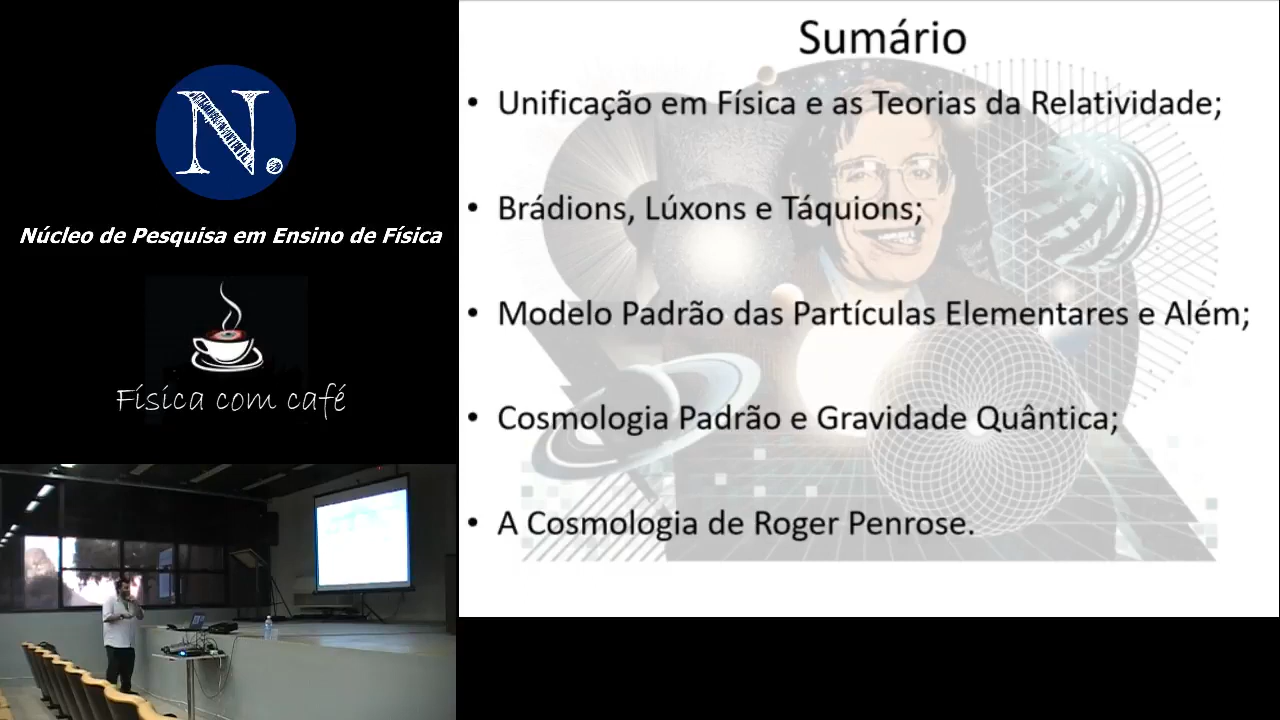 N.
Núcleo de Pesquisa em Ensino de Física
Física com café
Sumário
• Unificação em Física e as Teorias da Relatividade;
• Brádions, Lúxons e Táquions;
• Modelo Padrão das Partículas Elementares e Além;
• Cosmologia Padrão e Gravidade Quântica;
• A Cosmologia de Roger Penrose.